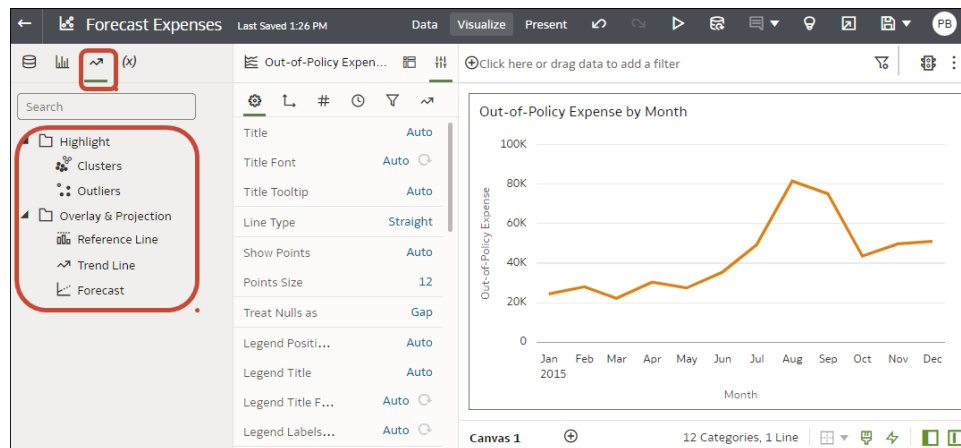 Forecast Expenses Last Saved 1:26 PM Data Visualize Present PB
(x)
Search
Highlight
Clusters
Outliers
Overlay & Projection
Reference Line
Trend Line
Forecast
Out-of-Policy Expen...
#
Title Auto
Title Font Auto
Title Tooltip Auto
Line Type Straight
Show Points Auto
Points Size 12
Treat Nulls as Gap
Legend Positi... Auto
Legend Title Auto
Legend Title F... Auto
Legend Labels... Auto
Click here or drag data to add a filter
Out-of-Policy Expense by Month
Out-of-Policy Expense
100K
80K
60K
40K
20K
0
Jan Feb Mar Apr May Jun Jul Aug Sep Oct Nov Dec
2015
Month
Canvas 1 12 Categories, 1 Line